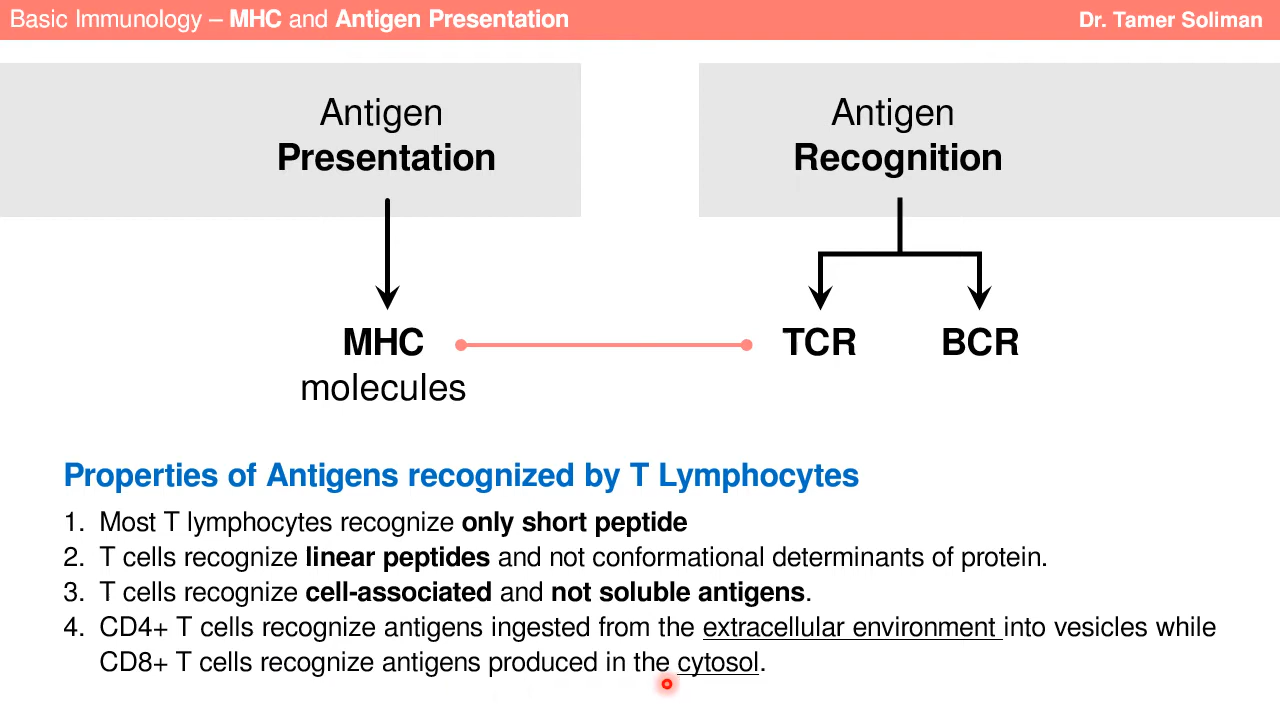 Basic Immunology – MHC and Antigen Presentation
Dr. Tamer Soliman
Antigen
Presentation
Antigen
Recognition
MHC
molecules
TCR
BCR
Properties of Antigens recognized by T Lymphocytes
1. Most T lymphocytes recognize only short peptide
2. T cells recognize linear peptides and not conformational determinants of protein.
3. T cells recognize cell-associated and not soluble antigens.
4. CD4+ T cells recognize antigens ingested from the extracellular environment into vesicles while
CD8+ T cells recognize antigens produced in the cytosol.